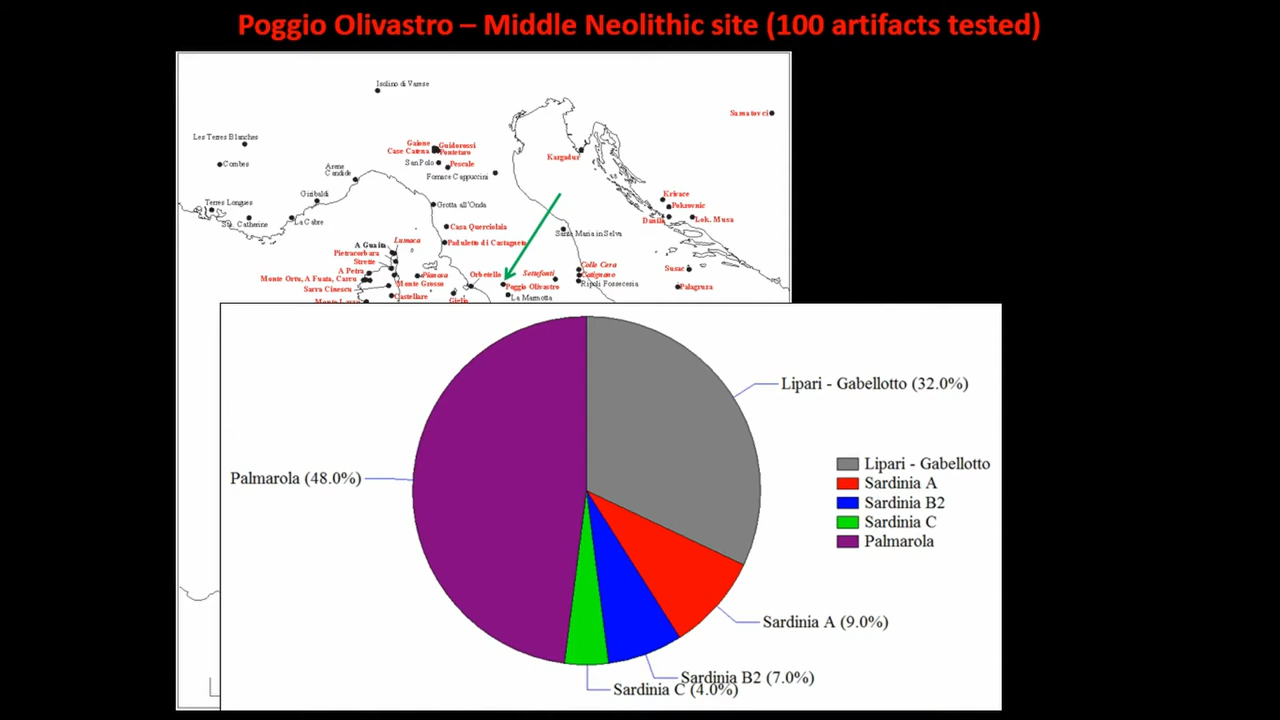 Poggio Olivastro – Middle Neolithic site (100 artifacts tested)
Isolino di Varese
Les Terres Blanches
Combes
Terres Longues
Ste. Catherine
La Cabre
Giribaldi
Arene
Candide
Gaione
Guidorossi
Case Catena
Pontetaro
San Polo
Pescale
Fornace Cappuccini
Grotta all'Onda
Casa Querciolaia
Paduletto di Castagneto
Kargadur
Samatovci
Krivace
Pokrovnic
Danilo
Lok. Musa
Santa Maria in Selva
Susac
Palagruza
Colle Cera
Catignano
Ripoli Fossaceria
Settefonti
Orbetello
Poggio Olivastro
La Marmotta
Lumaca
A Guaita
Pietracorbara
Strette
A Petra
Monte Ortu, A Fuata, Carcu
Pianosa
Monte Grosso
Sarra Cinescu
Castellare
Giglio
Lipari - Gabellotto (32.0%)
Palmarola (48.0%)
Lipari - Gabellotto
Sardinia A
Sardinia B2
Sardinia C
Palmarola
Sardinia A (9.0%)
Sardinia B2 (7.0%)
Sardinia C (4.0%)